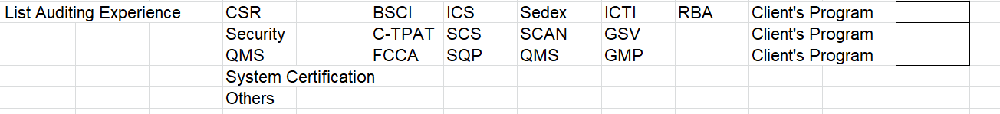 List Auditing Experience CSR BSCI ICS Sedex ICTI RBA Client's Program
Security C-TPAT SCS SCAN GSV Client's Program
QMS FCCA SQP QMS GMP Client's Program
System Certification
Others